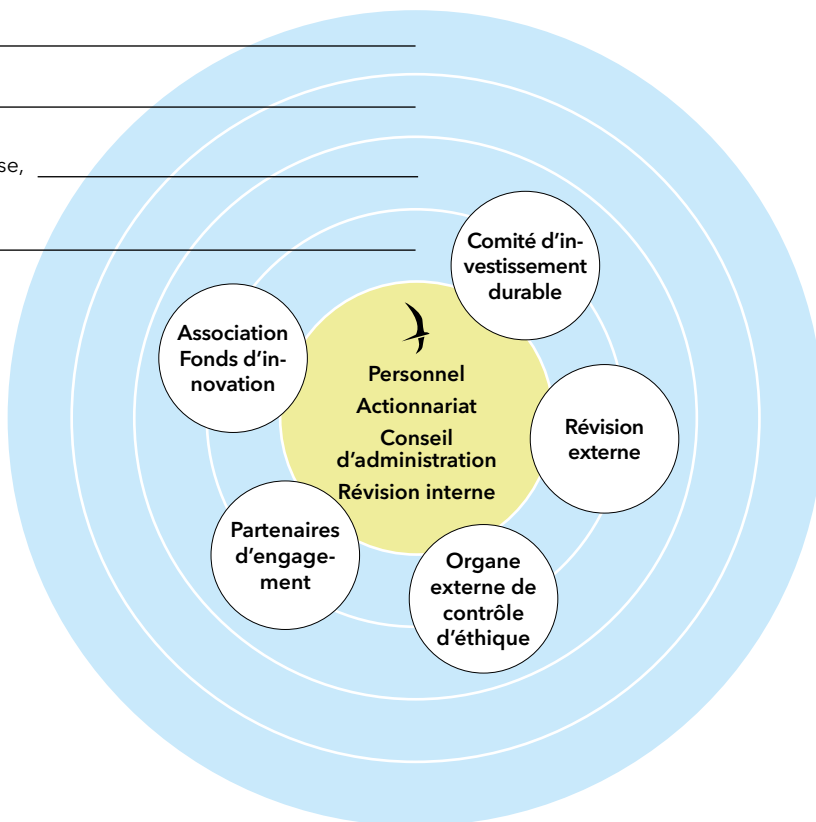 se,
Comité d'in-
vestissement
durable
Association
Fonds d'in-
novation
Personnel
Actionnariat
Conseil
d'administration
Révision interne
Révision
externe
Partenaires
d'engage-
ment
Organe
externe de
contrôle
d'éthique